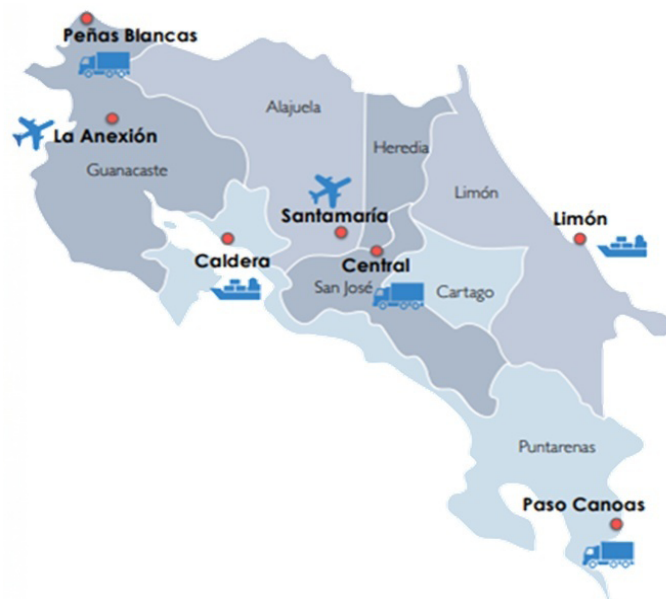 Peñas Blancas
Alajuela
La Anexión
Heredia
Guanacaste
Limón
Santamaría
Limón
Caldera
Central
San José
Cartago
Puntarenas
Paso Canoas